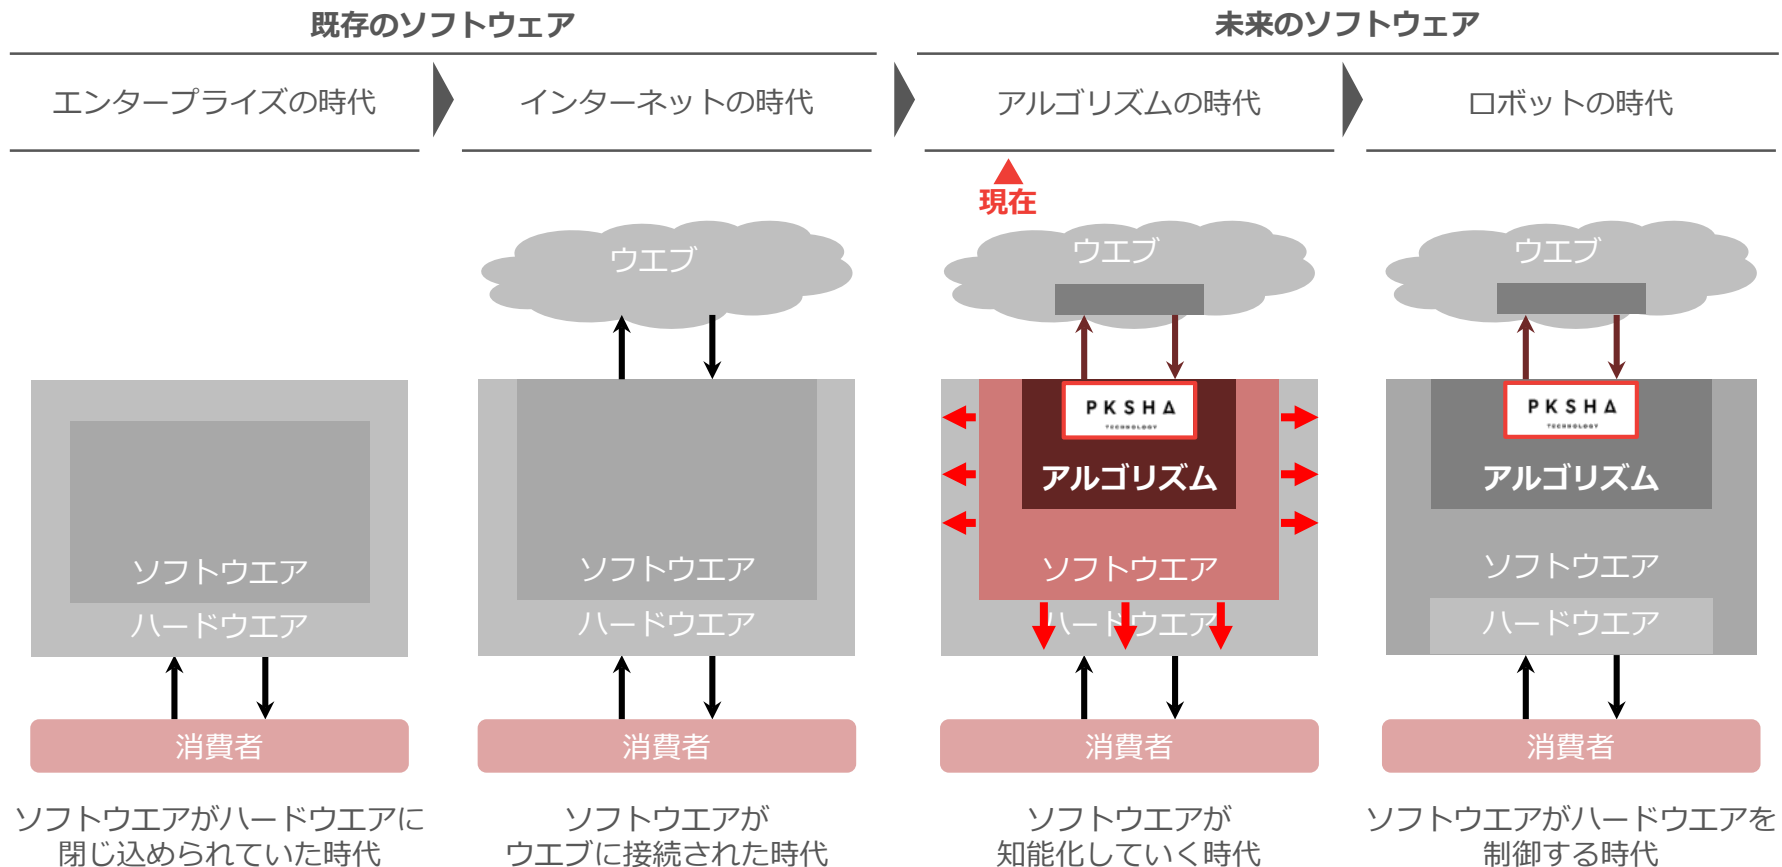 既存のソフトウェア
未来のソフトウェア
エンタープライズの時代
インターネットの時代
アルゴリズムの時代
ロボットの時代
現在
ウエブ
ウエブ
ウエブ
PKSHA
TECHNOLOGY
PKSHA
TECHNOLOGY
アルゴリズム
アルゴリズム
ソフトウエア
ソフトウエア
ソフトウエア
ソフトウエア
ハードウエア
ハードウエア
ハードウエア
ハードウエア
消費者
消費者
消費者
消費者
ソフトウエアがハードウエアに
閉じ込められていた時代
ソフトウエアが
ウエブに接続された時代
ソフトウエアが
知能化していく時代
ソフトウエアがハードウエアを
制御する時代